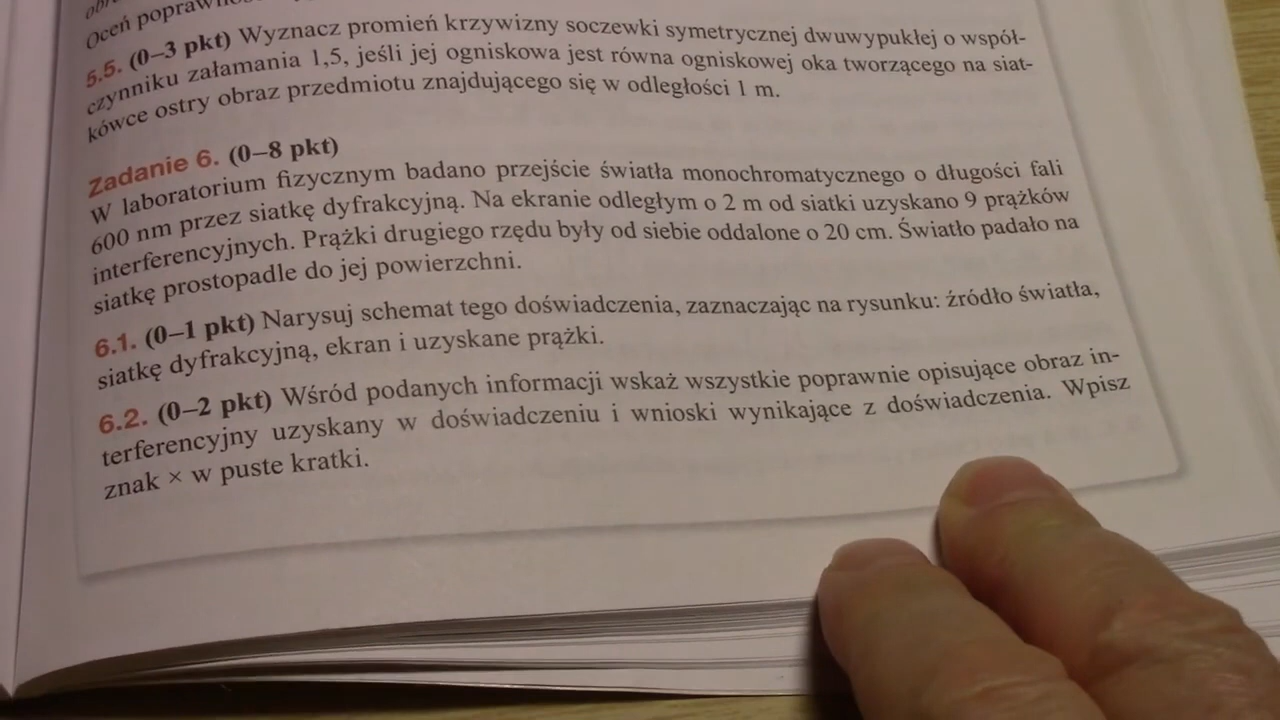 Oceń
5.5. (0–3 pkt) Wyznacz promień krzywizny soczewki symetrycznej dwuwypukłej o współ-
czynniku załamania 1,5, jeśli jej ogniskowa jest równa ogniskowej oka tworzącego na siat-
kówce ostry obraz przedmiotu znajdującego się w odległości 1 m.
Zadanie 6. (0–8 pkt)
W laboratorium fizycznym badano przejście światła monochromatycznego o długości fali
600 nm przez siatkę dyfrakcyjną. Na ekranie odległym o 2 m od siatki uzyskano 9 prążków
interferencyjnych. Prążki drugiego rzędu były od siebie oddalone o 20 cm. Światło padało na
siatkę prostopadle do jej powierzchni.
6.1. (0–1 pkt) Narysuj schemat tego doświadczenia, zaznaczając na rysunku: źródło światła,
siatkę dyfrakcyjną, ekran i uzyskane prążki.
6.2. (0–2 pkt) Wśród podanych informacji wskaż wszystkie poprawnie opisujące obraz in-
terferencyjny uzyskany w doświadczeniu i wnioski wynikające z doświadczenia. Wpisz
znak × w puste kratki.